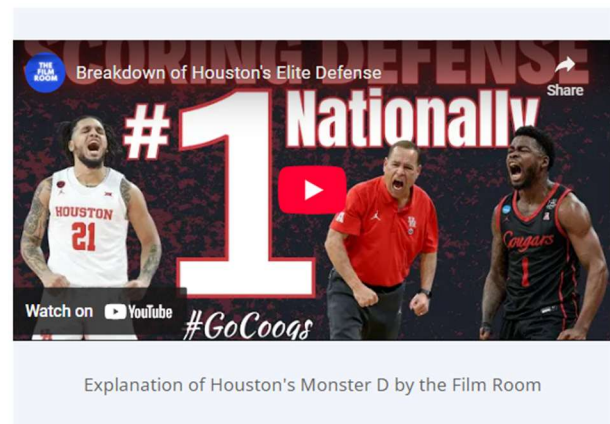 SCORING DEFENSE
THE
FILM
ROOM
Breakdown of Houston's Elite Defense
Share
#1 Nationally
HOUSTON
21
Cougars
1
Watch on YouTube
#GoCoogs
Explanation of Houston's Monster D by the Film Room